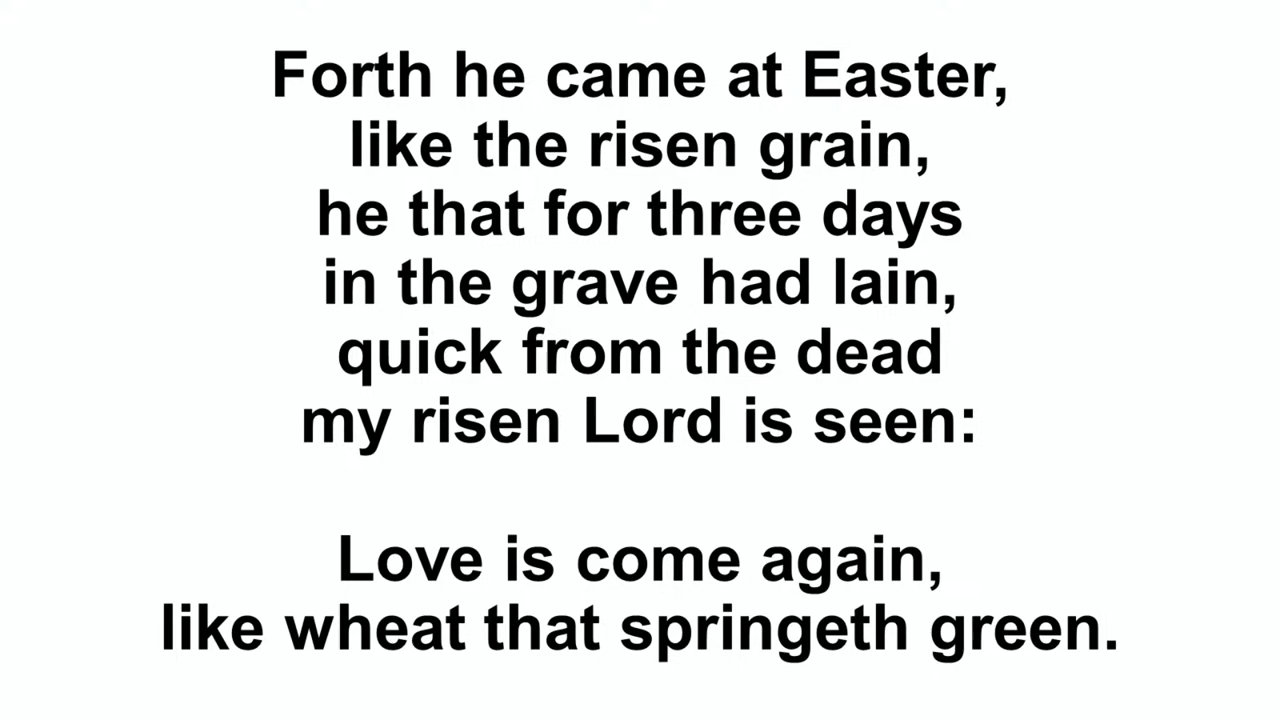 Forth he came at Easter,
like the risen grain,
he that for three days
in the grave had lain,
quick from the dead
my risen Lord is seen:
Love is come again,
like wheat that springeth green.